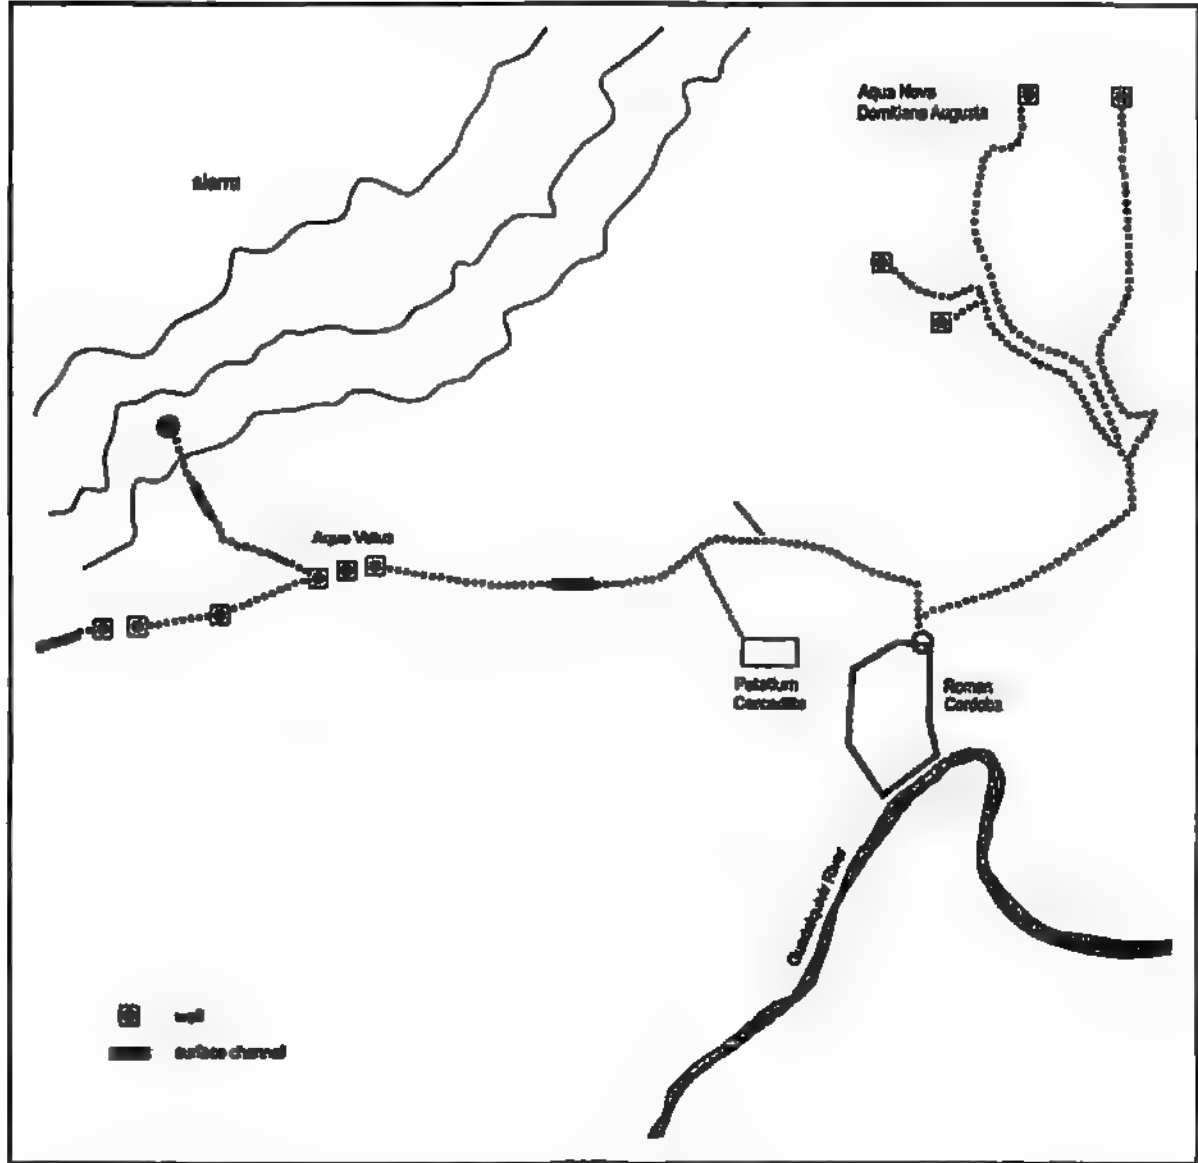 Aqua Nova
Domitiana Augusta
sierra
Aqua Vetus
Palatium
Cercadilla
Roman
Cordoba
Guadalquivir River
well
surface channel